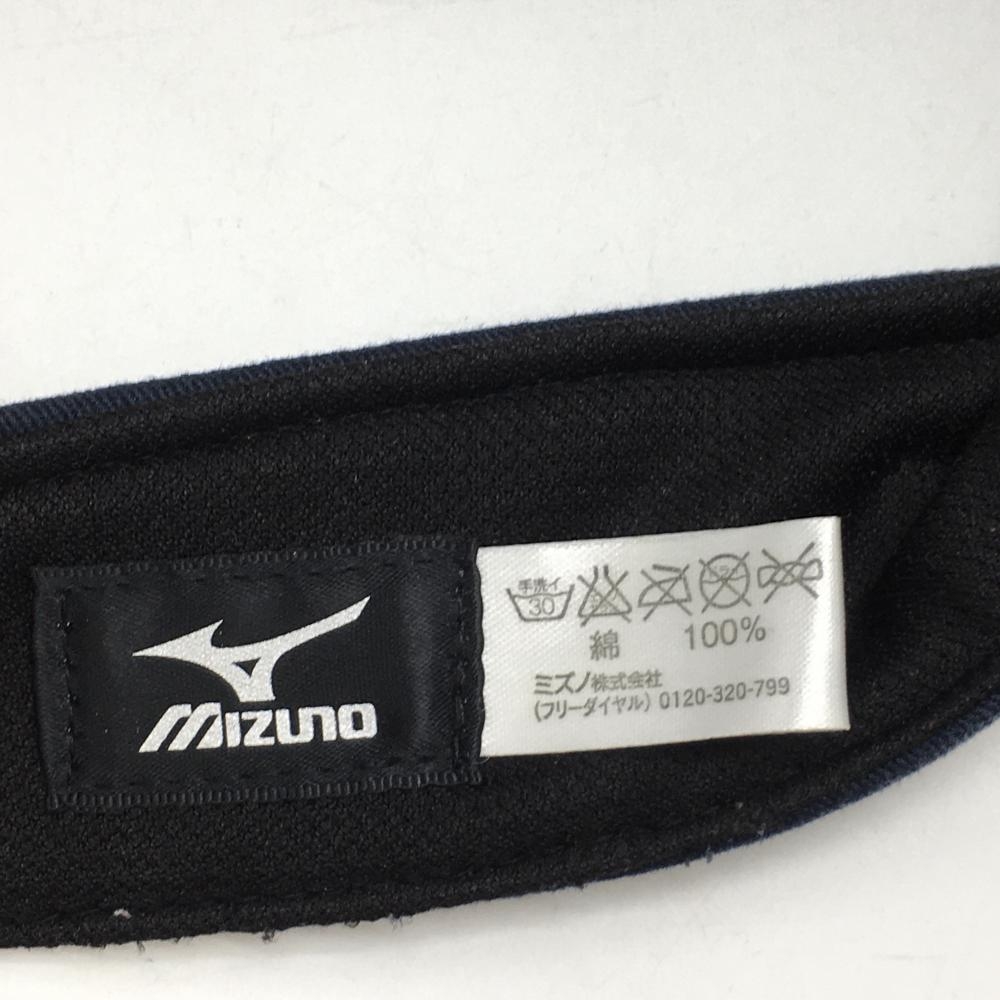 MIZUNO
手洗イ
30
綿 100%
ミズノ株式会社
(フリーダイヤル) 0120-320-799